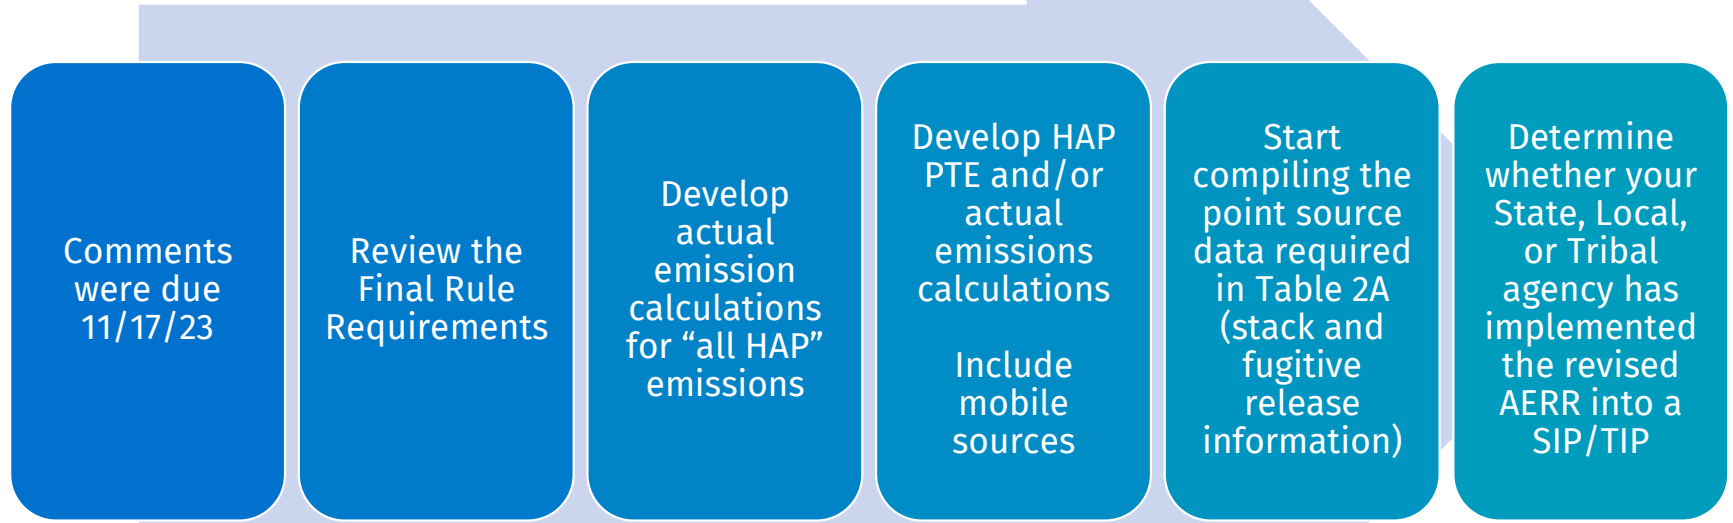 Comments
were due
11/17/23
Review the
Final Rule
Requirements
Develop
actual
emission
calculations
for “all HAP”
emissions
Develop HAP
PTE and/or
actual
emissions
calculations
Include
mobile
sources
Start
compiling the
point source
data required
in Table 2A
(stack and
fugitive
release
information)
Determine
whether your
State, Local,
or Tribal
agency has
implemented
the revised
AERR into a
SIP/TIP